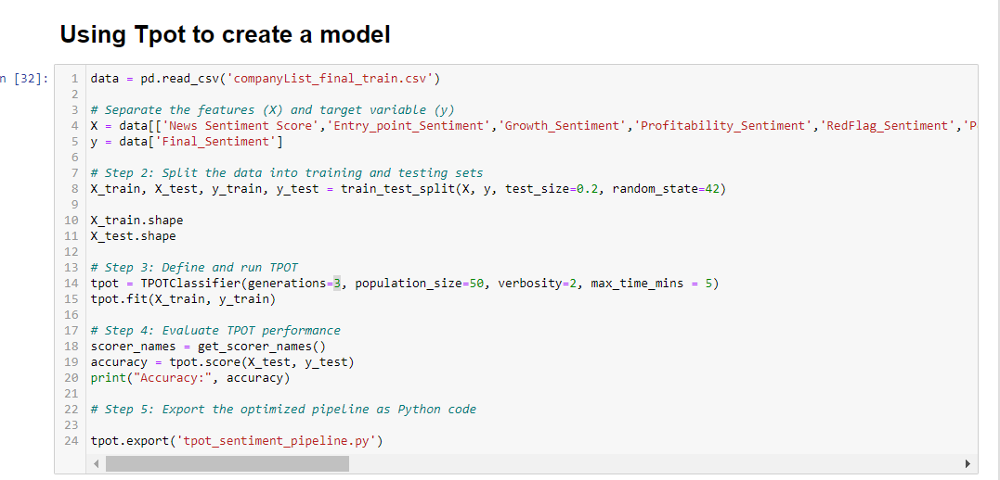 Using Tpot to create a model
n [32]:
1 data = pd.read_csv('companyList_final_train.csv')
2
3 # Separate the features (X) and target variable (y)
4 X = data[['News Sentiment Score','Entry_point_Sentiment','Growth_Sentiment','Profitability_Sentiment','RedFlag_Sentiment','P
5 y = data['Final_Sentiment']
6
7 # Step 2: Split the data into training and testing sets
8 X_train, X_test, y_train, y_test = train_test_split(X, y, test_size=0.2, random_state=42)
9
10 X_train.shape
11 X_test.shape
12
13 # Step 3: Define and run TPOT
14 tpot = TPOTClassifier(generations=3, population_size=50, verbosity=2, max_time_mins = 5)
15 tpot.fit(X_train, y_train)
16
17 # Step 4: Evaluate TPOT performance
18 scorer_names = get_scorer_names()
19 accuracy = tpot.score(X_test, y_test)
20 print("Accuracy:", accuracy)
21
22 # Step 5: Export the optimized pipeline as Python code
23
24 tpot.export('tpot_sentiment_pipeline.py')